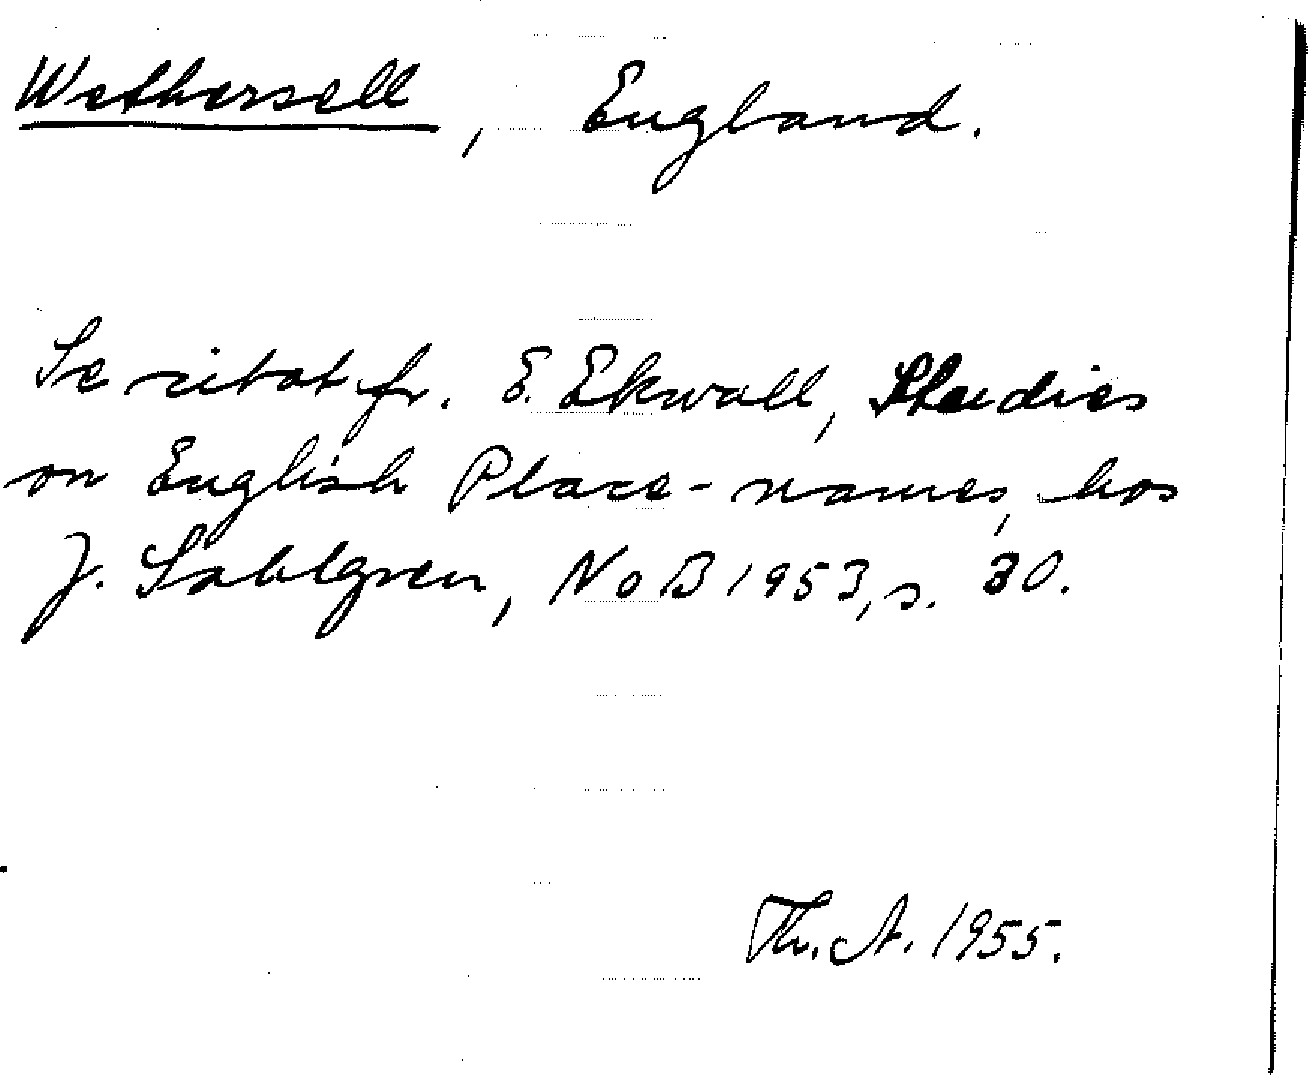 Wethersell, England.
Se citat fr. E. Ekwall, Studies
on English Place-names, hos
J. Sahlgren, NoB 1953, s. 30.
Th. A. 1955.